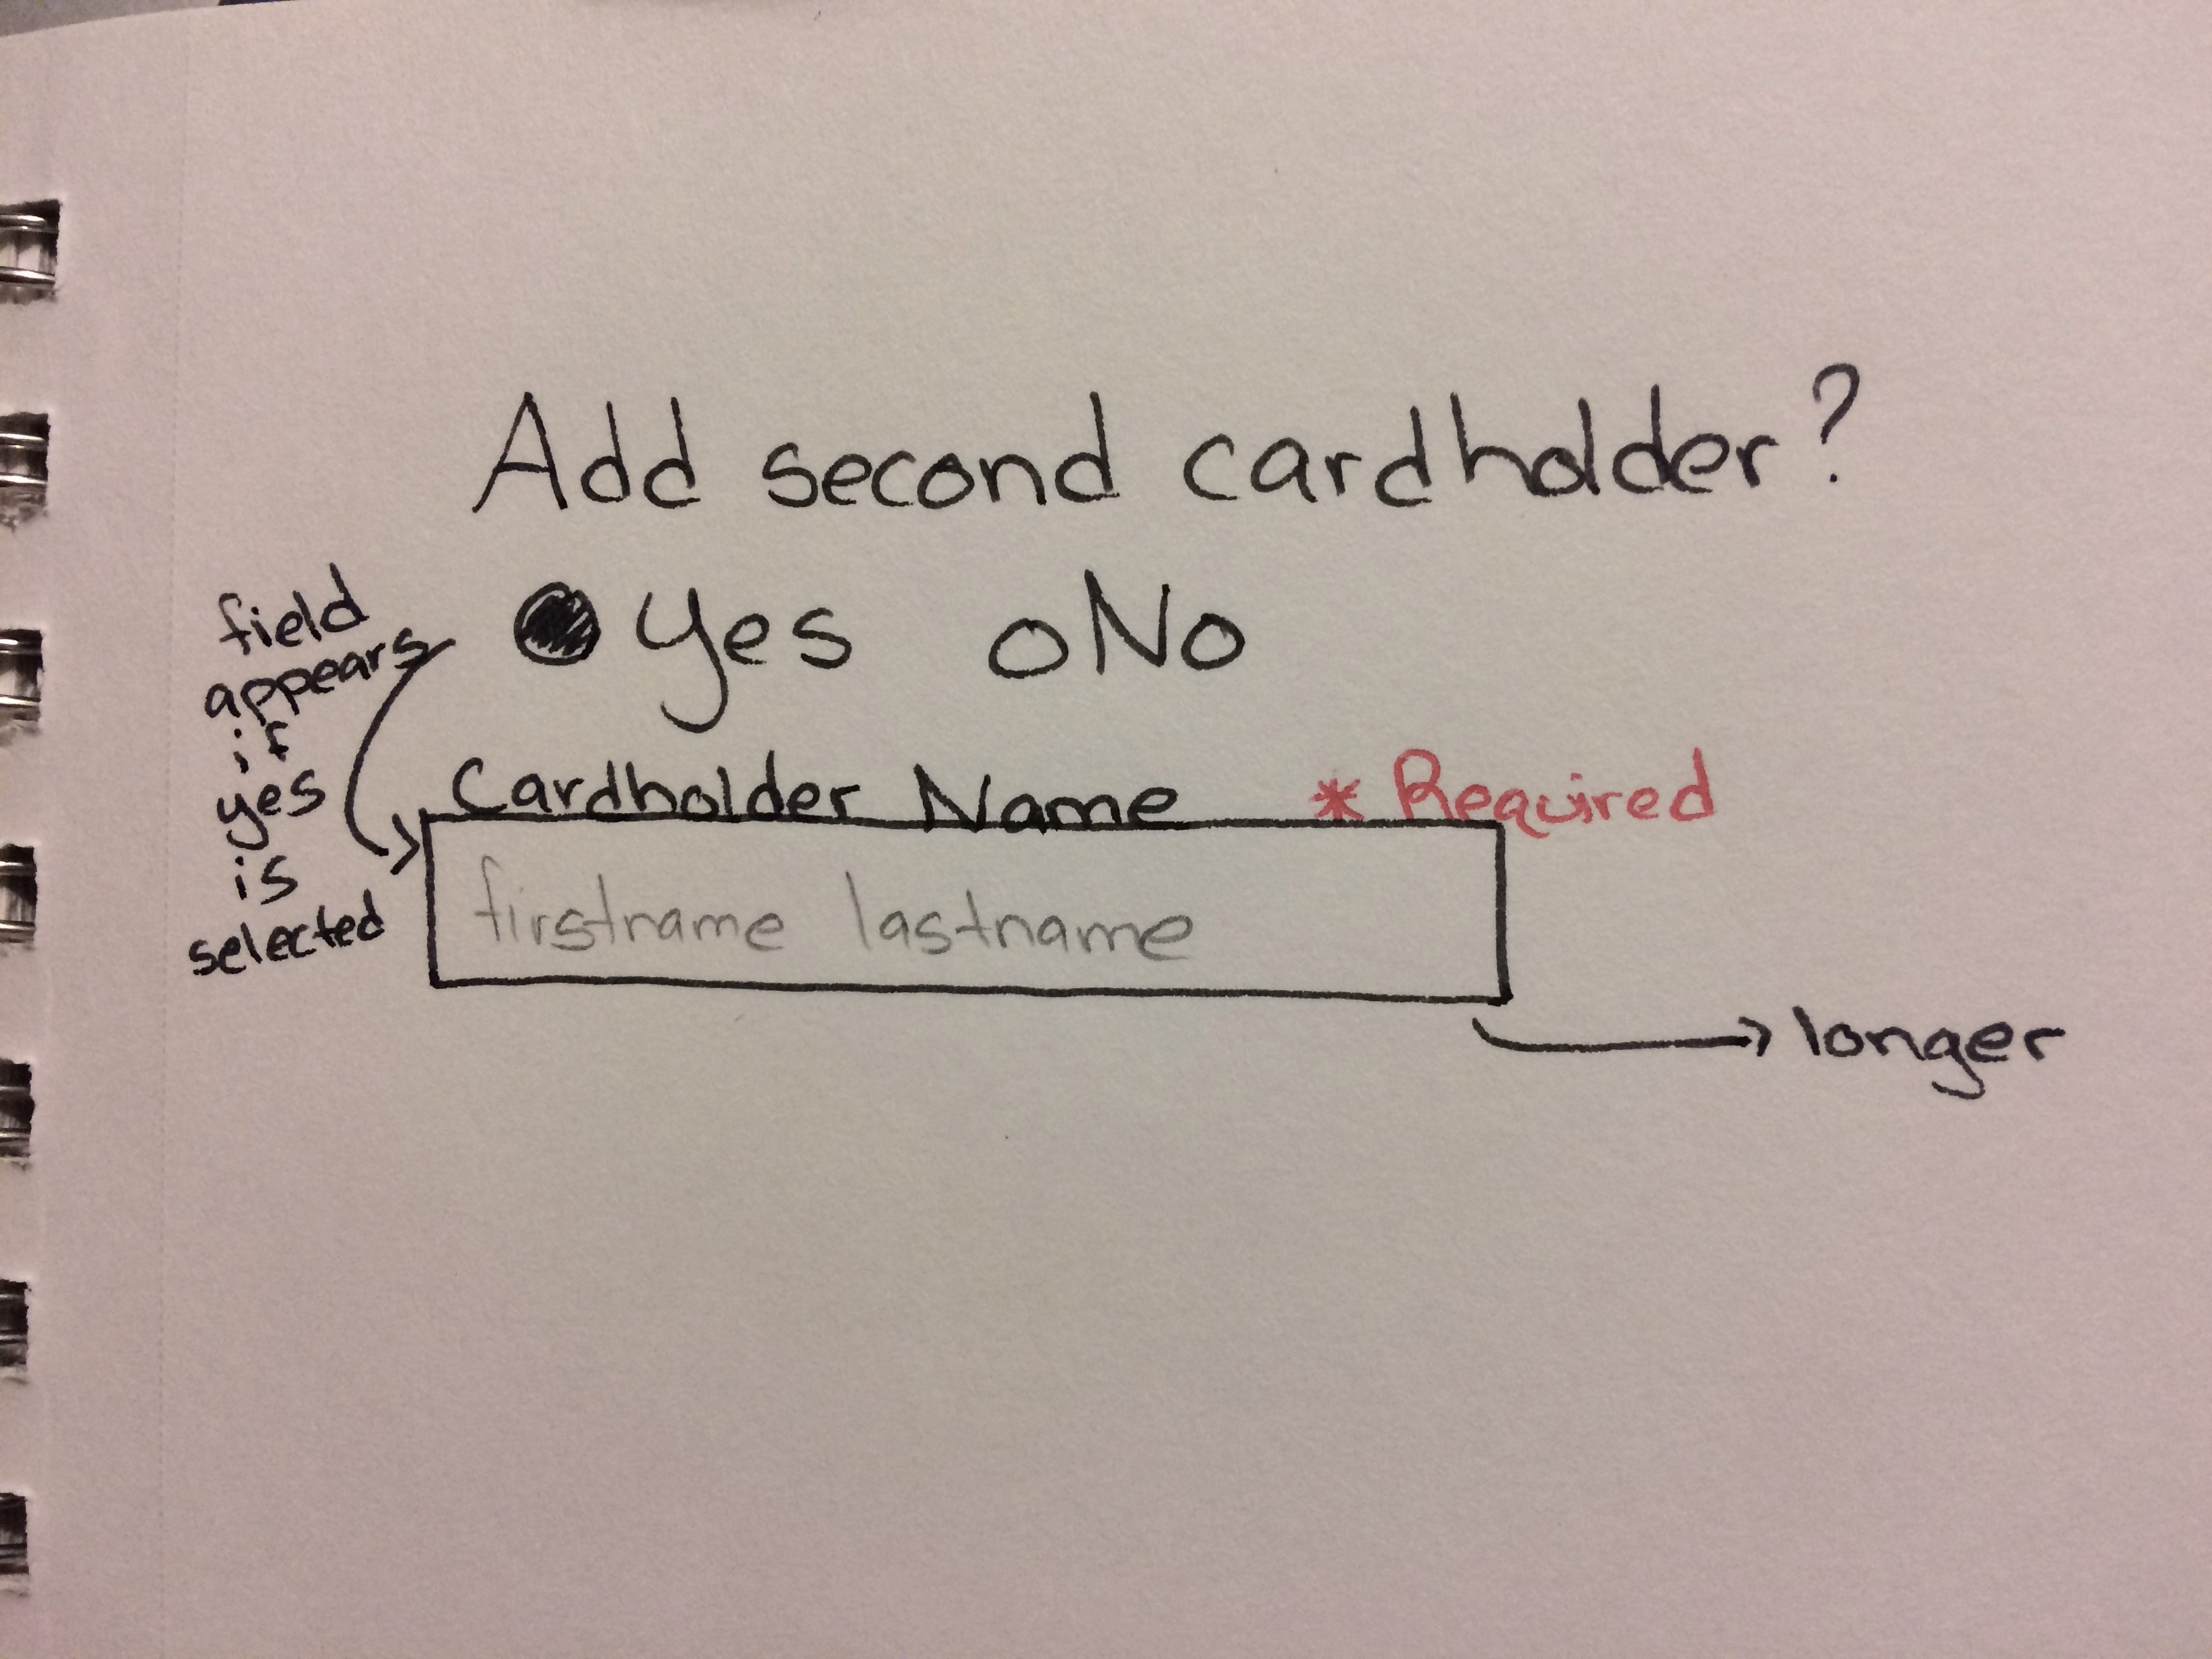 Add second cardholder?
Yes No
field
appears
if
yes
is
selected
Cardholder Name * Required
firstname lastname
longer